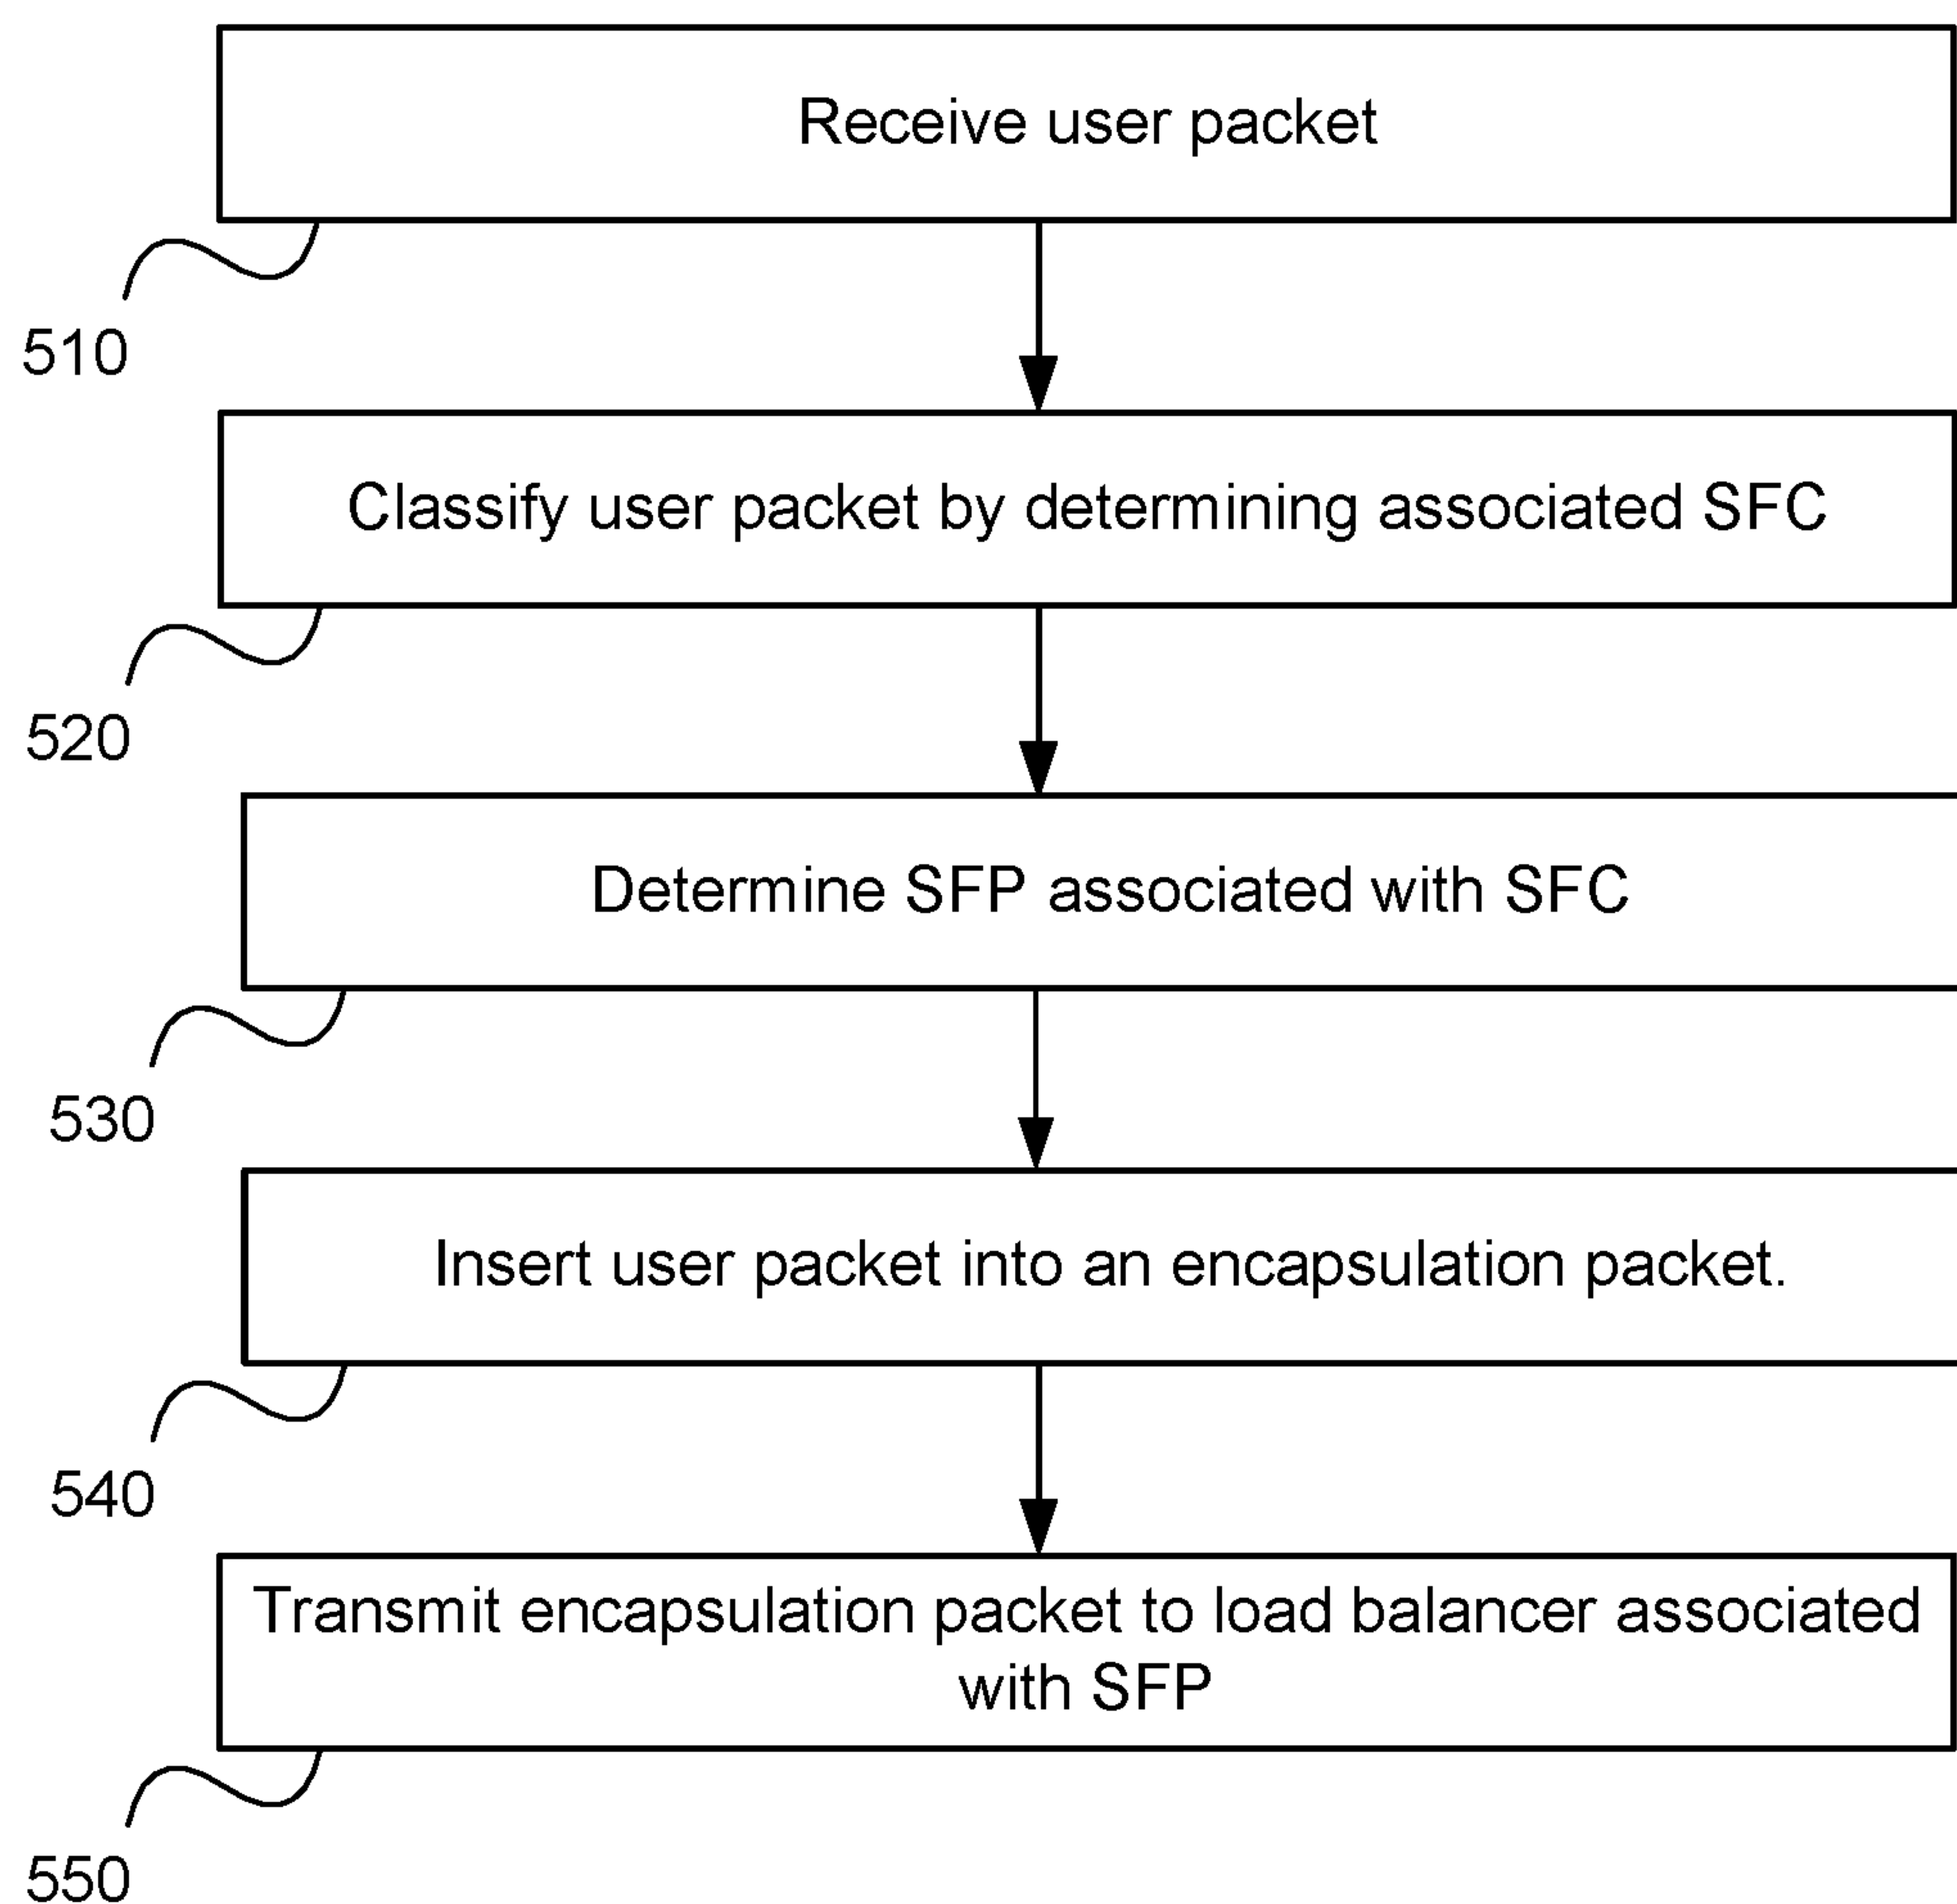 Receive user packet
510
Classify user packet by determining associated SFC
520
Determine SFP associated with SFC
530
Insert user packet into an encapsulation packet.
540
Transmit encapsulation packet to load balancer associated
with SFP
550